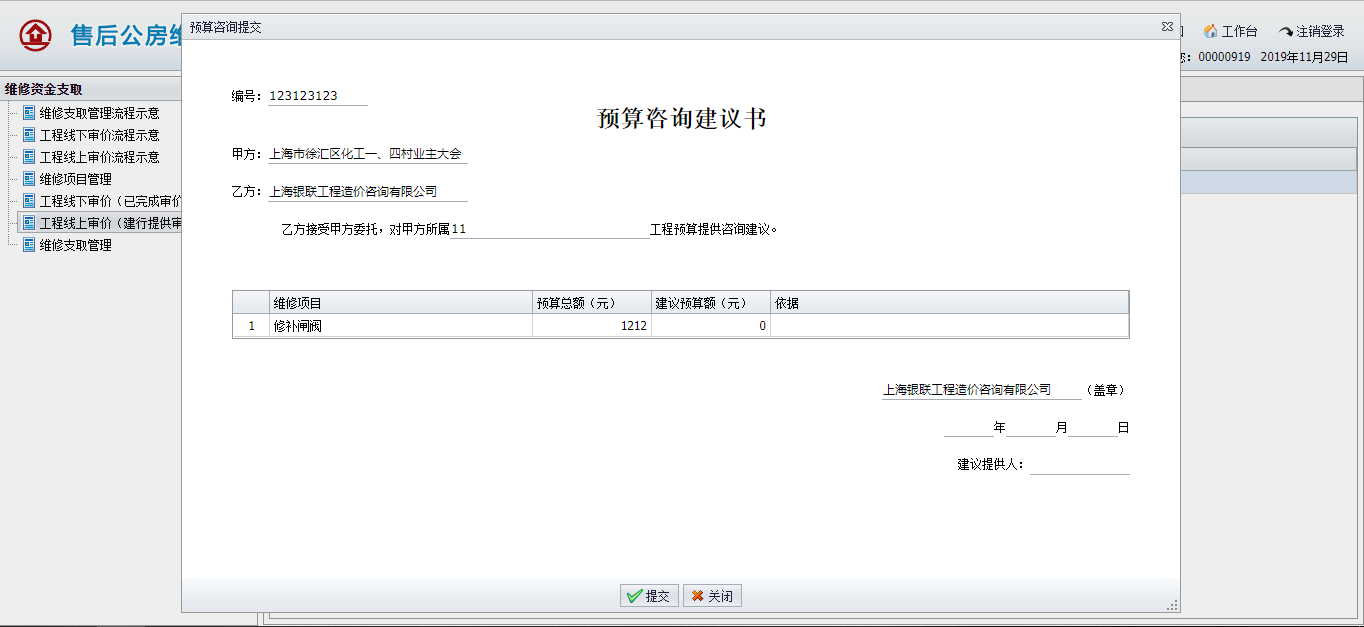 售后公房维
预算咨询提交
工作台
注销登录
00000919 2019年11月29日
维修资金支取
维修支取管理流程示意
工程线下审价流程示意
工程线上审价流程示意
维修项目管理
工程线下审价（已完成审价
工程线上审价（建行提供审
维修支取管理
编号：123123123
预算咨询建议书
甲方：上海市徐汇区化工一、四村业主大会
乙方：上海银联工程造价咨询有限公司
乙方接受甲方委托，对甲方所属11工程预算提供咨询建议。
维修项目 预算总额（元） 建议预算额（元） 依据
1 修补闸阀 1212 0
上海银联工程造价咨询有限公司（盖章）
年 月 日
建议提供人：
提交 关闭